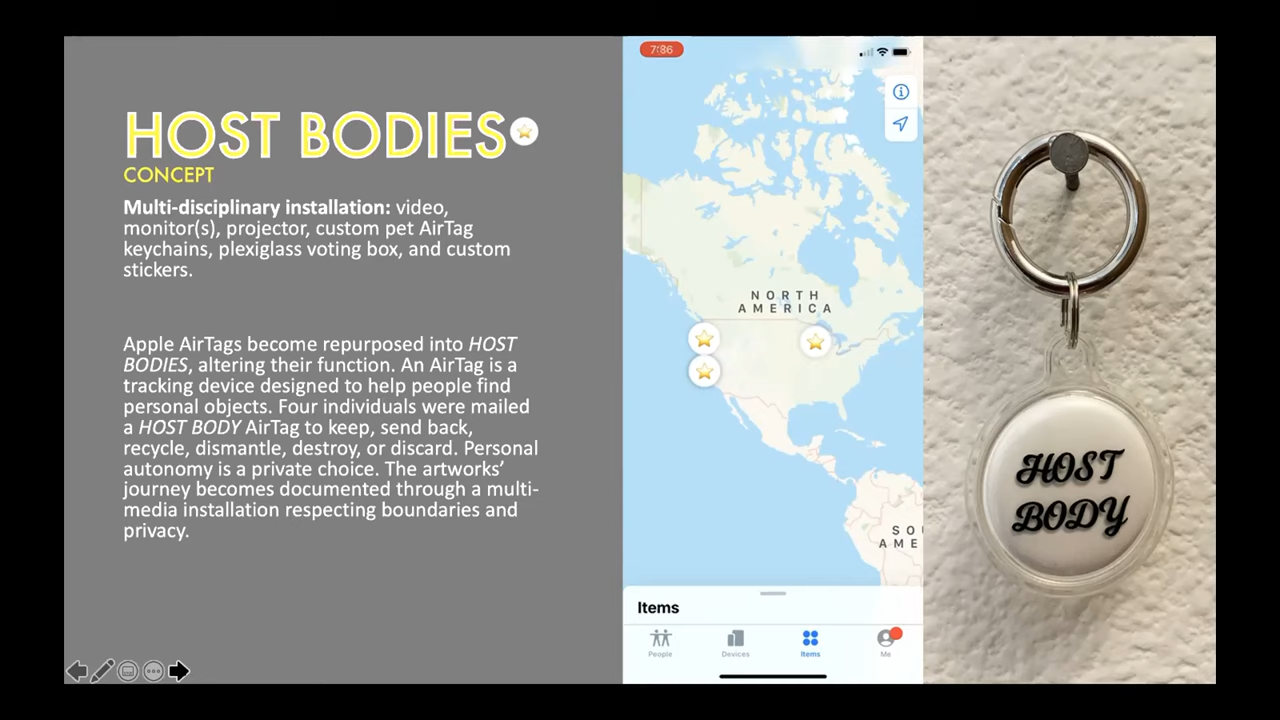 HOST BODIES
CONCEPT
Multi-disciplinary installation: video,
monitor(s), projector, custom pet AirTag
keychains, plexiglass voting box, and custom
stickers.
Apple AirTags become repurposed into HOST
BODIES, altering their function. An AirTag is a
tracking device designed to help people find
personal objects. Four individuals were mailed
a HOST BODY AirTag to keep, send back,
recycle, dismantle, destroy, or discard. Personal
autonomy is a private choice. The artworks’
journey becomes documented through a multi-
media installation respecting boundaries and
privacy.
NORTH
AMERICA
SOU
AME
Items
People
Devices
Items
Me
HOST
BODY